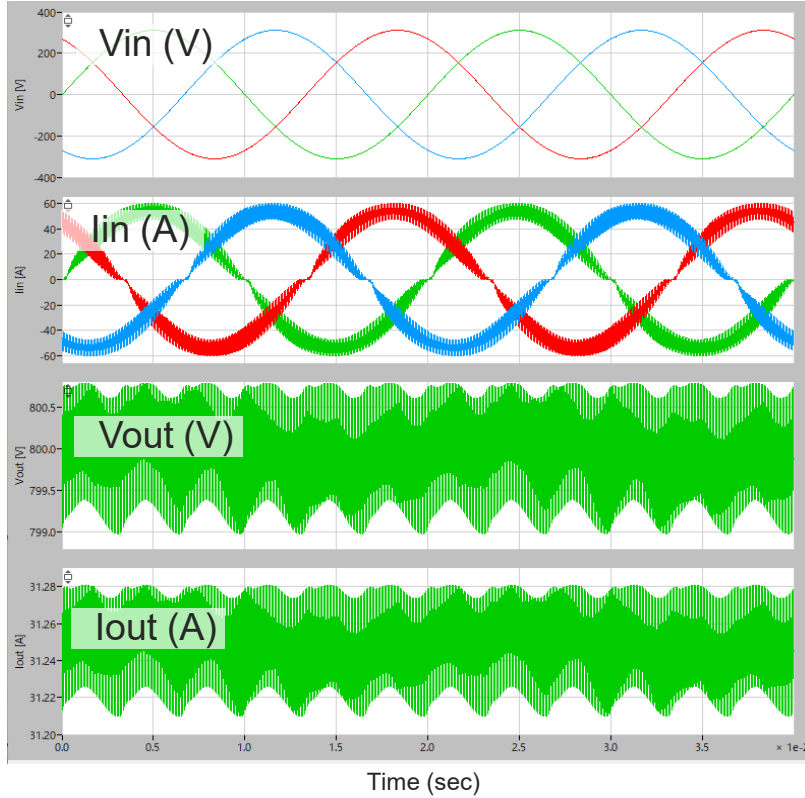 400
Vin (V)
200
0
-200
-400
Vin [V]
60
Iin (A)
40
20
0
-20
-40
-60
Iin [A]
800.5
Vout (V)
800.0
799.5
799.0
Vout [V]
31.28
Iout (A)
31.26
31.24
31.22
31.20
Iout [A]
0.0 0.5 1.0 1.5 2.0 2.5 3.0 3.5 × 1e-2
Time (sec)